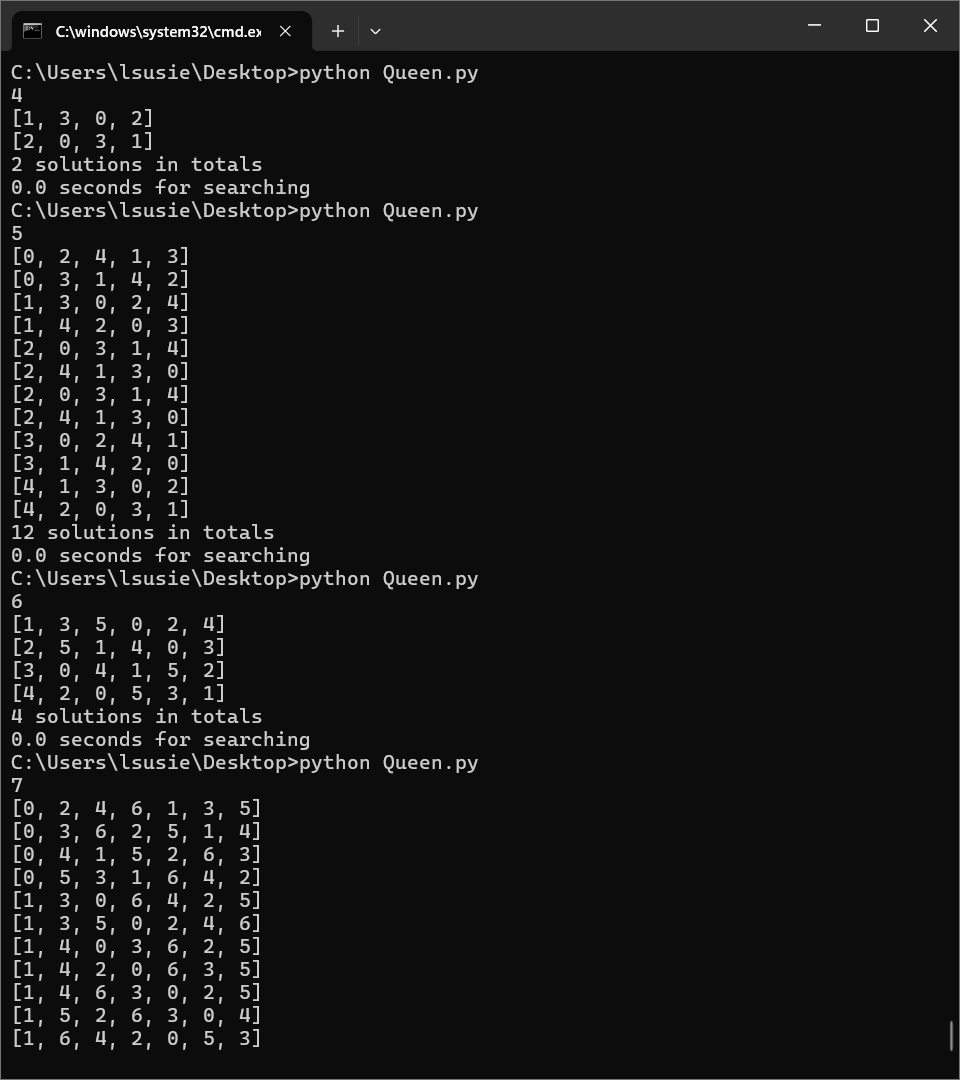 C:\windows\system32\cmd.ex
C:\Users\lsusie\Desktop>python Queen.py
4
[1, 3, 0, 2]
[2, 0, 3, 1]
2 solutions in totals
0.0 seconds for searching
C:\Users\lsusie\Desktop>python Queen.py
5
[0, 2, 4, 1, 3]
[0, 3, 1, 4, 2]
[1, 3, 0, 2, 4]
[1, 4, 2, 0, 3]
[2, 0, 3, 1, 4]
[2, 4, 1, 3, 0]
[2, 0, 3, 1, 4]
[2, 4, 1, 3, 0]
[3, 0, 2, 4, 1]
[3, 1, 4, 2, 0]
[4, 1, 3, 0, 2]
[4, 2, 0, 3, 1]
12 solutions in totals
0.0 seconds for searching
C:\Users\lsusie\Desktop>python Queen.py
6
[1, 3, 5, 0, 2, 4]
[2, 5, 1, 4, 0, 3]
[3, 0, 4, 1, 5, 2]
[4, 2, 0, 5, 3, 1]
4 solutions in totals
0.0 seconds for searching
C:\Users\lsusie\Desktop>python Queen.py
7
[0, 2, 4, 6, 1, 3, 5]
[0, 3, 6, 2, 5, 1, 4]
[0, 4, 1, 5, 2, 6, 3]
[0, 5, 3, 1, 6, 4, 2]
[1, 3, 0, 6, 4, 2, 5]
[1, 3, 5, 0, 2, 4, 6]
[1, 4, 0, 3, 6, 2, 5]
[1, 4, 2, 0, 6, 3, 5]
[1, 4, 6, 3, 0, 2, 5]
[1, 5, 2, 6, 3, 0, 4]
[1, 6, 4, 2, 0, 5, 3]